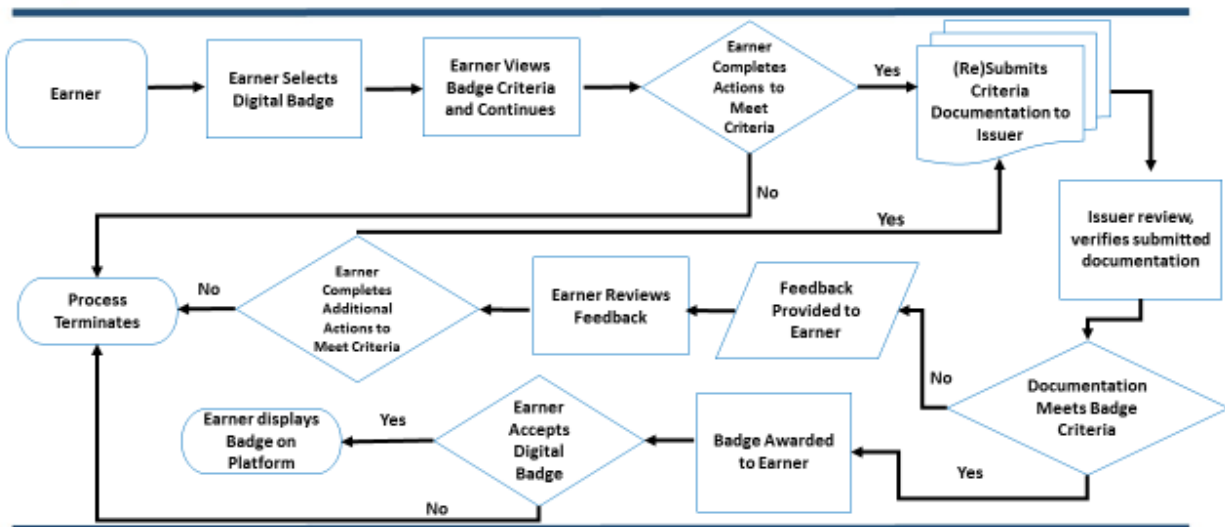 Earner
Earner Selects
Digital Badge
Earner Views
Badge Criteria
and Continues
Earner
Completes
Actions to
Meet
Criteria
Yes
(Re)Submits
Criteria
Documentation to
Issuer
No
Yes
Issuer review,
verifies submitted
documentation
Process
Terminates
No
Earner
Completes
Additional
Actions to
Meet Criteria
Earner Reviews
Feedback
Feedback
Provided to
Earner
No
Documentation
Meets Badge
Criteria
Earner displays
Badge on
Platform
Yes
Earner
Accepts
Digital
Badge
Badge Awarded
to Earner
Yes
No